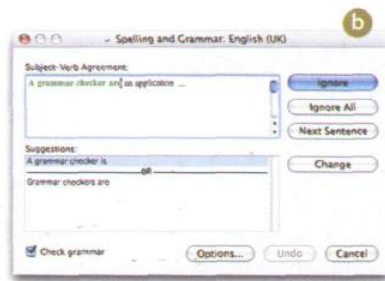 b
Spelling and Grammar: English (UK)
Subject-Verb Agreement:
A grammar checker are an application ...
Ignore
Ignore All
Next Sentence
Suggestions:
A grammar checker is
OR
Grammar checkers are
Change
Check grammar
Options...
Undo
Cancel